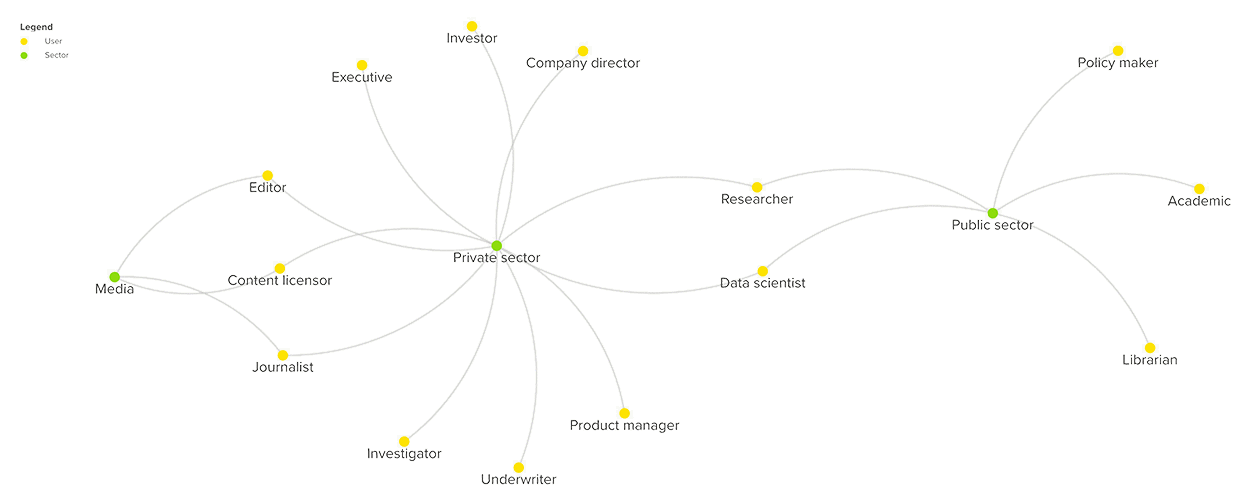 Legend
User
Sector
Investor
Company director
Policy maker
Executive
Editor
Researcher
Academic
Public sector
Private sector
Content licensor
Data scientist
Media
Journalist
Librarian
Product manager
Investigator
Underwriter